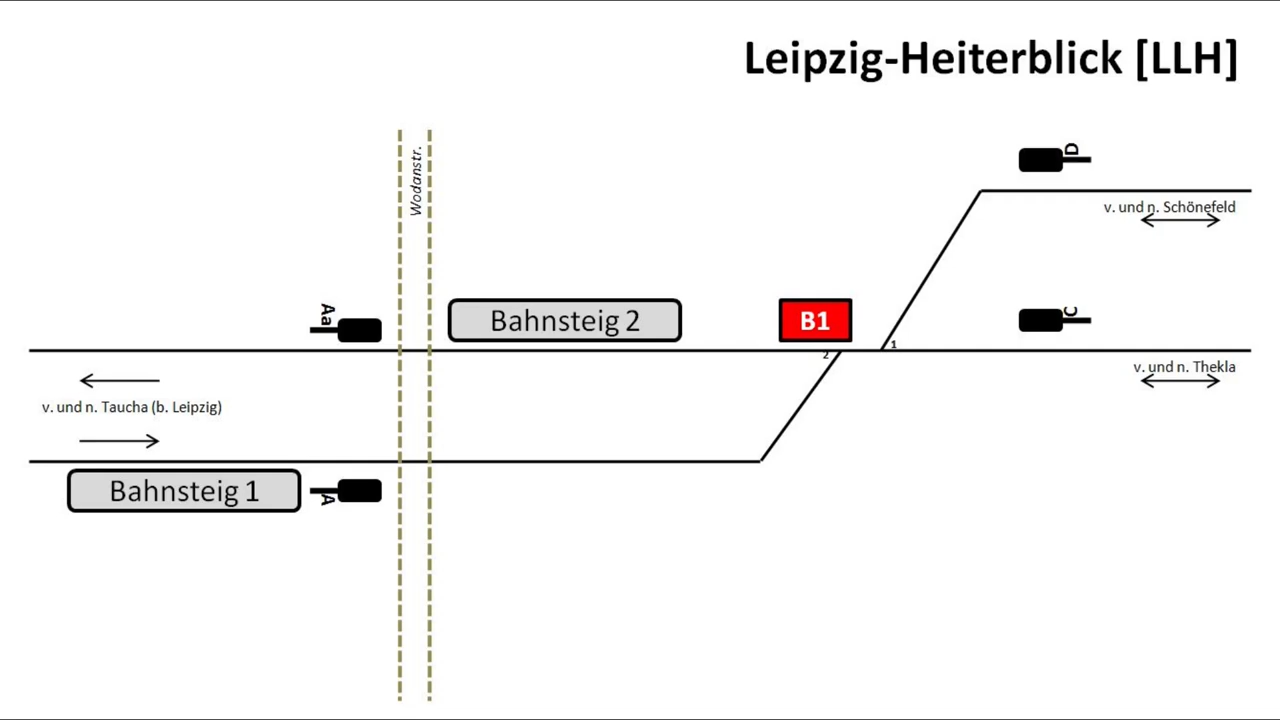 Leipzig-Heiterblick [LLH]
Wodanstr.
D
v. und n. Schönefeld
Aa
Bahnsteig 2
B1
C
2
1
v. und n. Thekla
v. und n. Taucha (b. Leipzig)
Bahnsteig 1
A